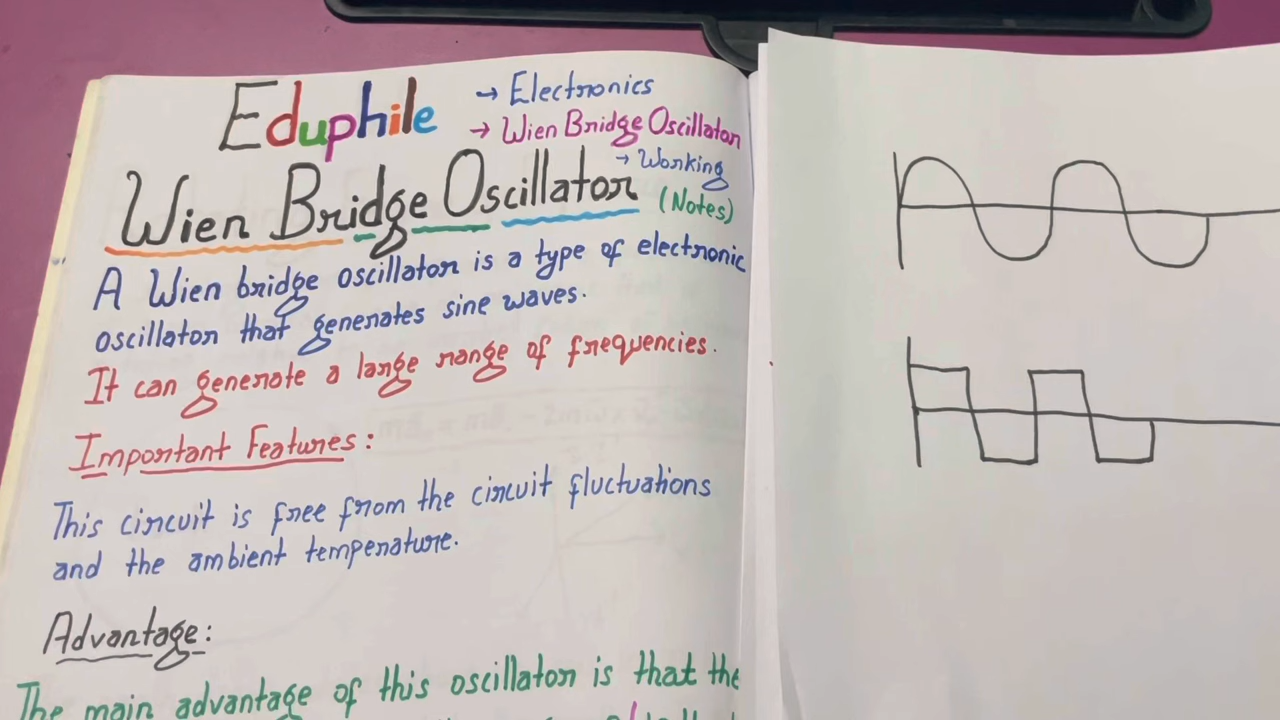 Eduphile
→ Electronics
→ Wien Bridge Oscillator
→ Working
(Notes)
Wien Bridge Oscillator
A Wien bridge oscillator is a type of electronic
oscillator that generates sine waves.
It can generate a large range of frequencies.
Important Features:
This circuit is free from the circuit fluctuations
and the ambient temperature.
Advantage:
The main advantage of this oscillator is that the